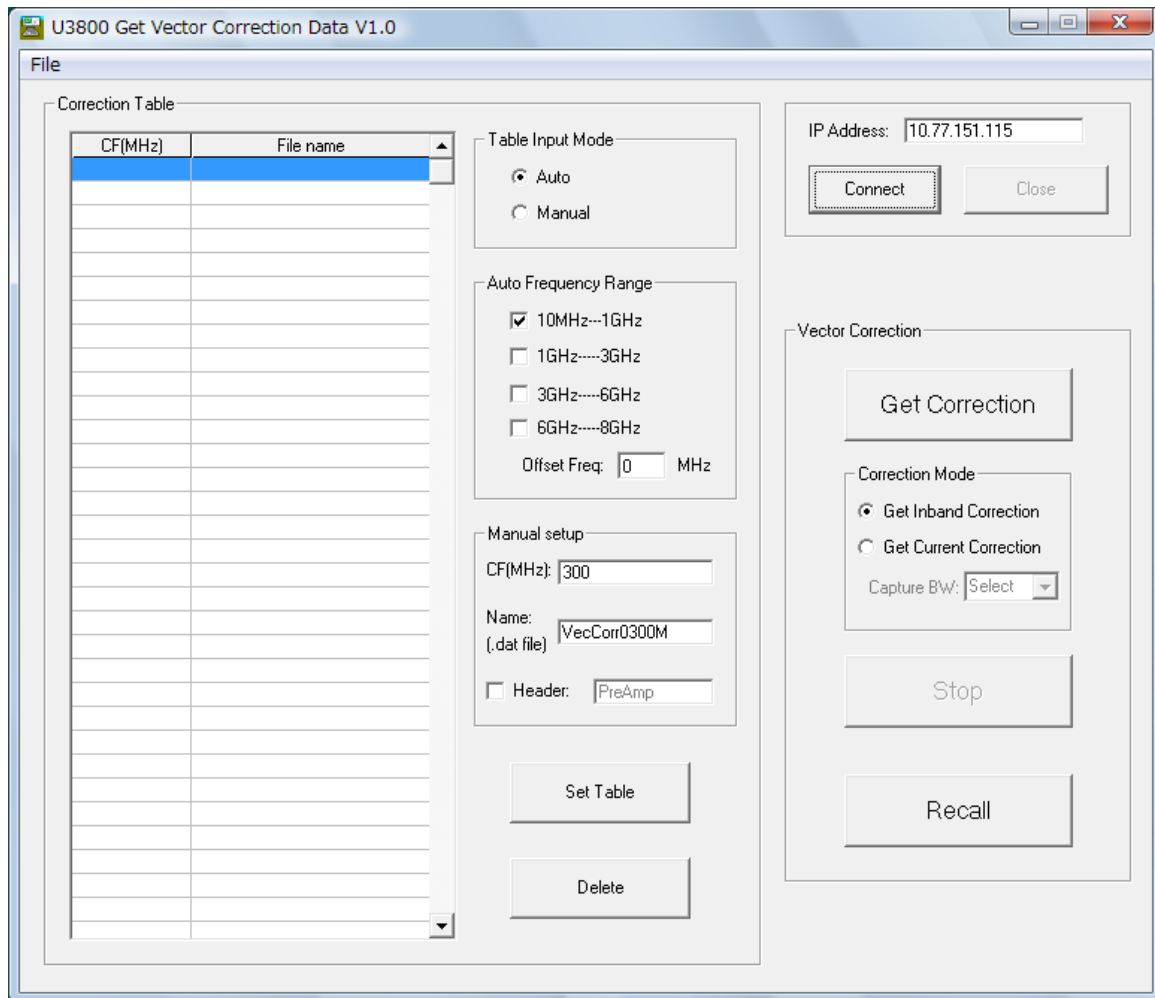 U3800 Get Vector Correction Data V1.0
File
Correction Table
CF(MHz) File name
Table Input Mode
Auto
Manual
Auto Frequency Range
10MHz---1GHz
1GHz-----3GHz
3GHz-----6GHz
6GHz-----8GHz
Offset Freq: 0 MHz
Manual setup
CF(MHz): 300
Name:
(.dat file) VecCorr0300M
Header: PreAmp
Set Table
Delete
IP Address: 10.77.151.115
Connect Close
Vector Correction
Get Correction
Correction Mode
Get Inband Correction
Get Current Correction
Capture BW: Select
Stop
Recall